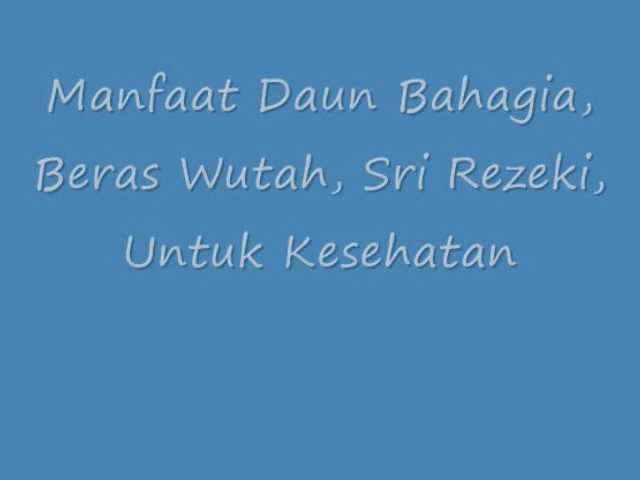 Manfaat Daun Bahagia,
Beras Wutah, Sri Rezeki,
Untuk Kesehatan